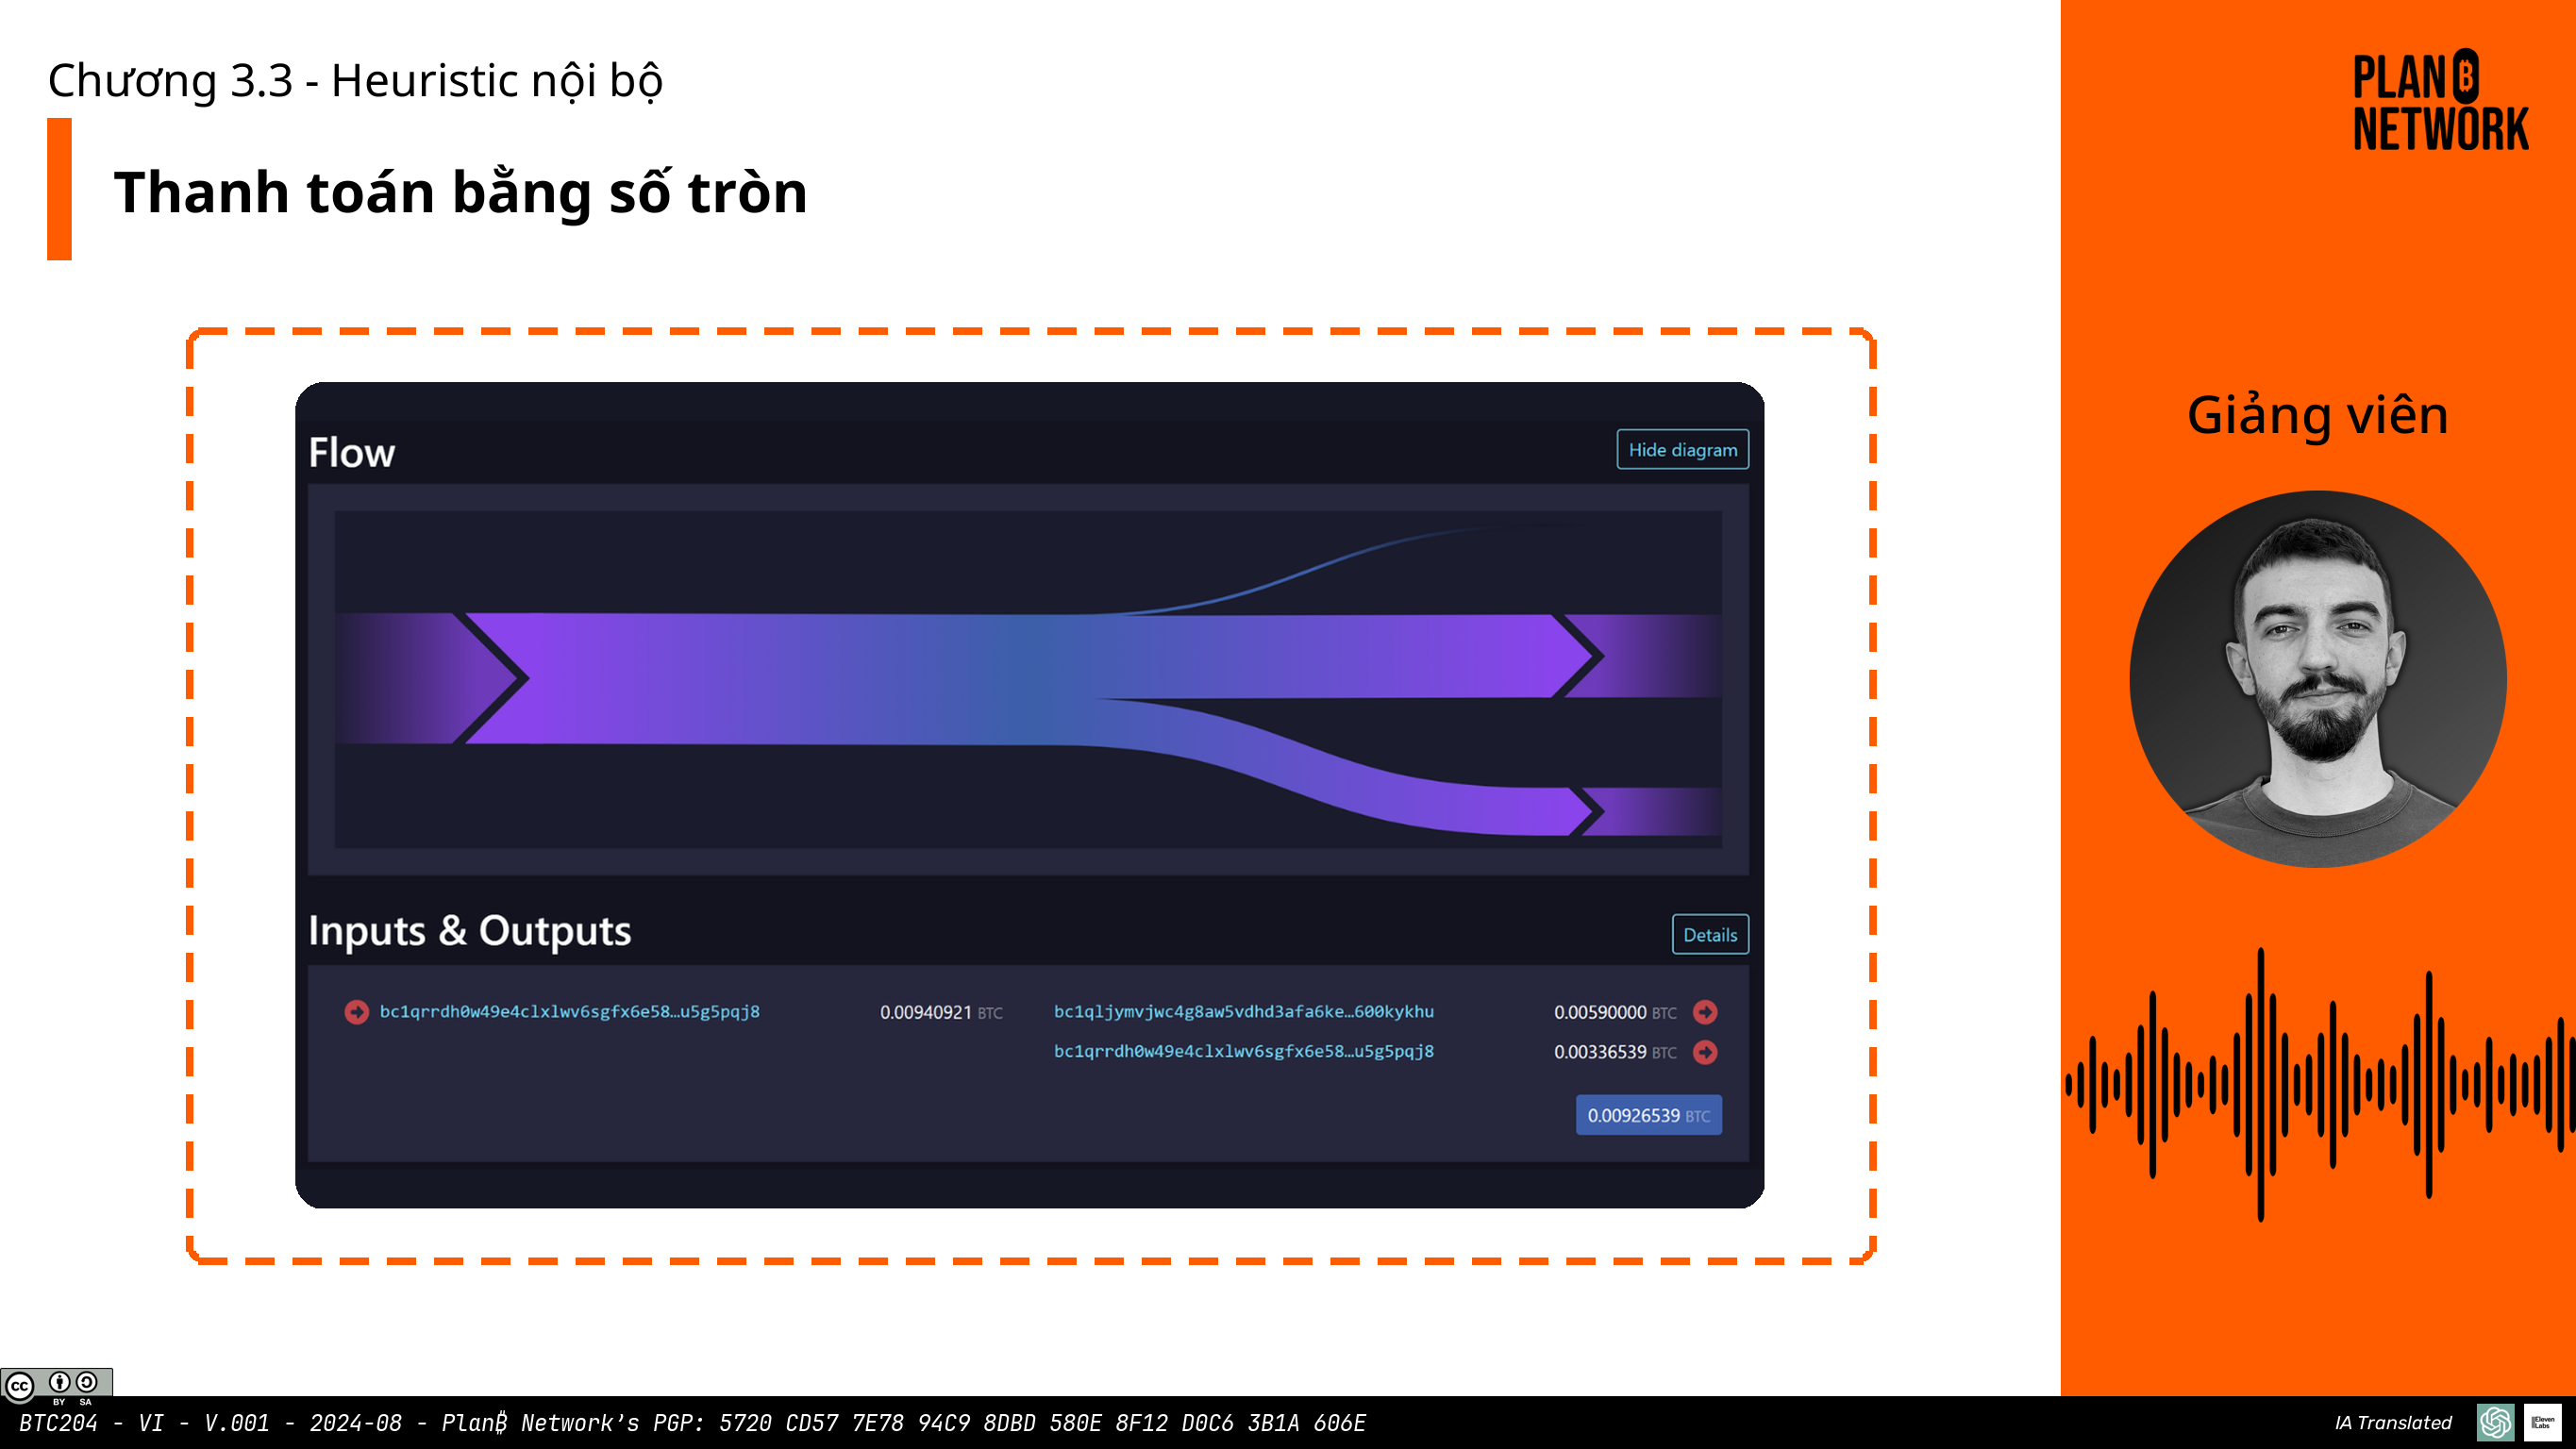 Chương 3.3 - Heuristic nội bộ
Thanh toán bằng số tròn
PLAN ₿
NETWORK
Giảng viên
Flow
Hide diagram
Inputs & Outputs
Details
bc1qrrdh0w49e4clxlwv6sgfx6e58…u5g5pqj8 0.00940921 BTC bc1qljymvjwc4g8aw5vdhd3afa6ke…600kykhu 0.00590000 BTC
bc1qrrdh0w49e4clxlwv6sgfx6e58…u5g5pqj8 0.00336539 BTC
0.00926539 BTC
cc BY SA
BTC204 - VI - V.001 - 2024-08 - Plan₿ Network's PGP: 5720 CD57 7E78 94C9 8DBD 580E 8F12 D0C6 3B1A 606E
IA Translated
IIEleven Labs